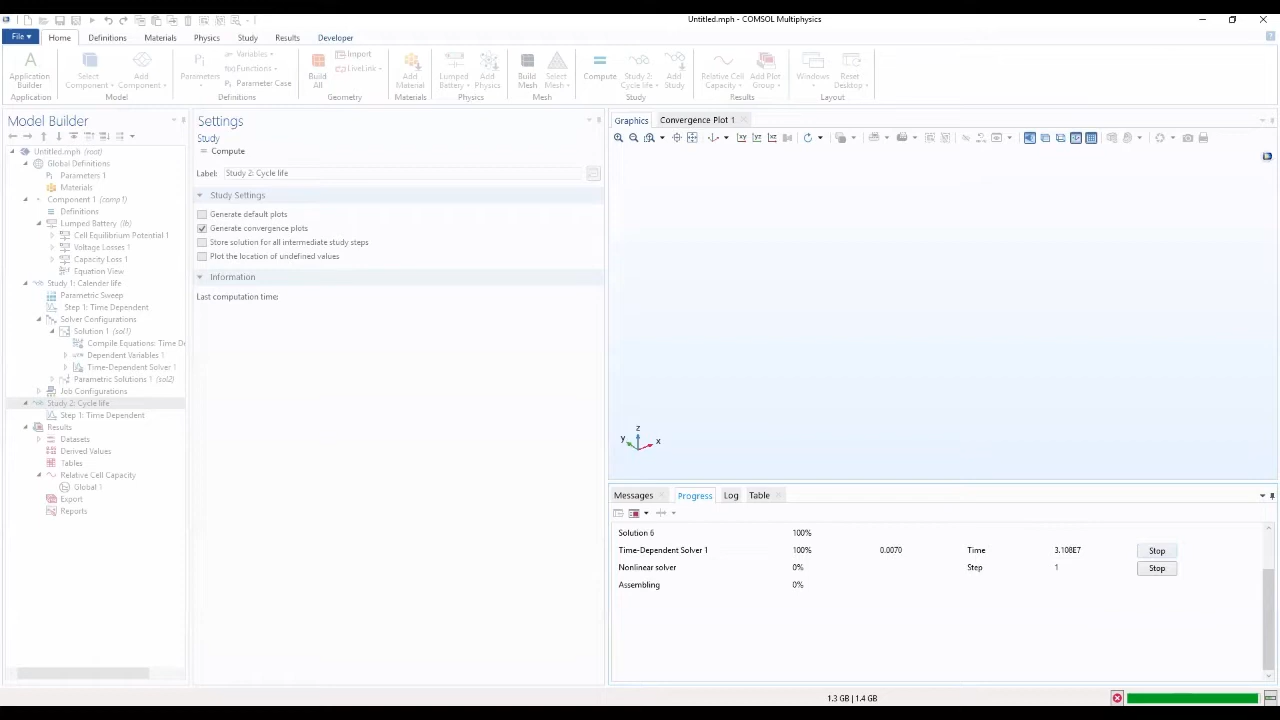 Untitled.mph - COMSOL Multiphysics
File Home Definitions Materials Physics Study Results Developer
Application Builder
Application
Select Component
Add Component
Model
Parameters
Variables
Functions
Parameter Case
Definitions
Build All
Import
LiveLink
Geometry
Add Material
Materials
Lumped Battery
Add Physics
Physics
Build Mesh
Select Mesh
Mesh
Compute
Study 2: Cycle life
Add Study
Study
Relative Cell Capacity
Add Plot Group
Results
Windows
Reset Desktop
Layout
Model Builder
Untitled.mph (root)
Global Definitions
Parameters 1
Materials
Component 1 (comp1)
Definitions
Lumped Battery (lb)
Cell Equilibrium Potential 1
Voltage Losses 1
Capacity Loss 1
Equation View
Study 1: Calender life
Parametric Sweep
Step 1: Time Dependent
Solver Configurations
Solution 1 (sol1)
Compile Equations: Time D
Dependent Variables 1
Time-Dependent Solver 1
Parametric Solutions 1 (sol2)
Job Configurations
Study 2: Cycle life
Step 1: Time Dependent
Results
Datasets
Derived Values
Tables
Relative Cell Capacity
Global 1
Export
Reports
Settings
Study
= Compute
Label: Study 2: Cycle life
Study Settings
Generate default plots
Generate convergence plots
Store solution for all intermediate study steps
Plot the location of undefined values
Information
Last computation time:
Graphics Convergence Plot 1
xy yz xz
z
y x
Messages Progress Log Table
Solution 6 100%
Time-Dependent Solver 1 100% 0.0070 Time 3.108E7 Stop
Nonlinear solver 0% Step 1 Stop
Assembling 0%
1.3 GB | 1.4 GB